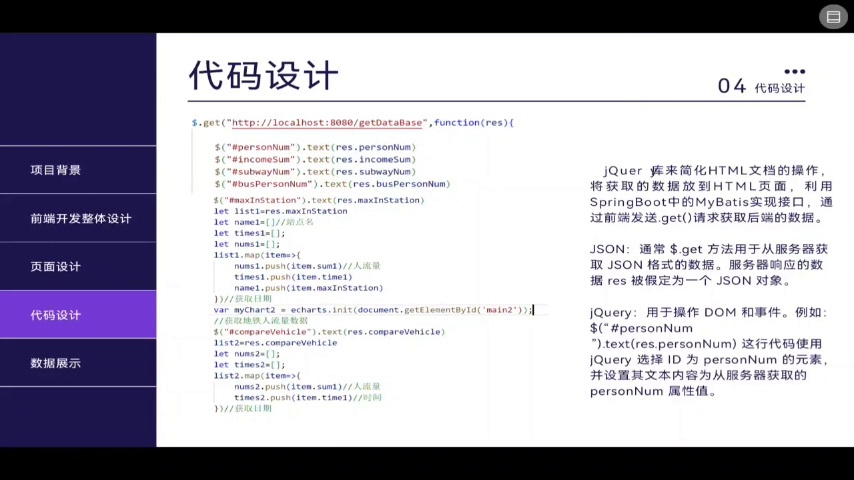 代码设计
04 代码设计
项目背景
前端开发整体设计
页面设计
代码设计
数据展示
$.get("http://localhost:8080/getDataBase",function(res){
$("#personNum").text(res.personNum)
$("#incomeSum").text(res.incomeSum)
$("#subwayNum").text(res.subwayNum)
$("#busPersonNum").text(res.busPersonNum)
$("#maxInStation").text(res.maxInStation)
let list1=res.maxInStation
let name1=[]//站点名
let times1=[];
let nums1=[];
list1.map(item=>{
nums1.push(item.sum1)//人流量
times1.push(item.time1)
name1.push(item.maxInStation)
})//获取日期
var myChart2 = echarts.init(document.getElementById('main2'));
//获取地铁人流量数据
$("#compareVehicle").text(res.compareVehicle)
list2=res.compareVehicle
let nums2=[];
let times2=[];
list2.map(item=>{
nums2.push(item.sum1)//人流量
times2.push(item.time1)//时间
})//获取日期
jQuery库来简化HTML文档的操作，
将获取的数据放到HTML页面，利用
SpringBoot中的MyBatis实现接口，通
过前端发送.get()请求获取后端的数据。
JSON：通常 $.get 方法用于从服务器获
取 JSON 格式的数据。服务器响应的数
据 res 被假定为一个 JSON 对象。
jQuery：用于操作 DOM 和事件。例如：
$("#personNum
").text(res.personNum) 这行代码使用
jQuery 选择 ID 为 personNum 的元素，
并设置其文本内容为从服务器获取的
personNum 属性值。